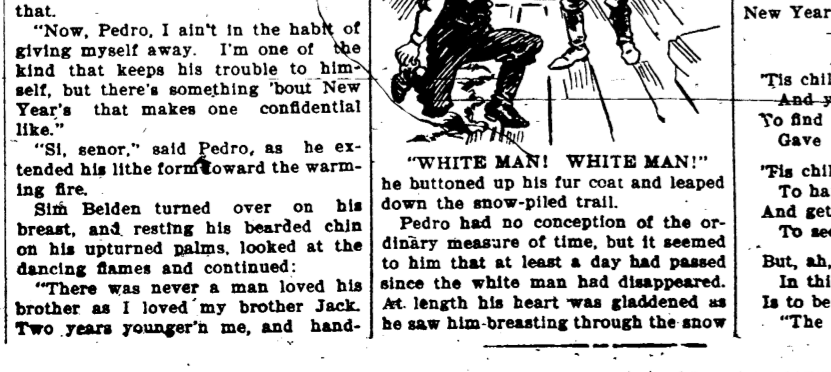 that.
"Now, Pedro, I ain't in the habit of
giving myself away. I'm one of the
kind that keeps his trouble to him-
self, but there's something 'bout New
Year's that makes one confidential
like."
"Si, senor," said Pedro, as he ex-
tended his lithe form toward the warm-
ing fire.
Sim Belden turned over on his
breast, and resting his bearded chin
on his upturned palms, looked at the
dancing flames and continued:
"There was never a man loved his
brother as I loved my brother Jack.
Two years younger'n me, and hand-
"WHITE MAN! WHITE MAN!"
he buttoned up his fur coat and leaped
down the snow-piled trail.
Pedro had no conception of the or-
dinary measure of time, but it seemed
to him that at least a day had passed
since the white man had disappeared.
At length his heart was gladdened as
he saw him breasting through the snow
New Year
'Tis chil
And y
To find
Gave
'Tis chil
To ha
And get
To see
But, ah,
In thi
Is to be
"The